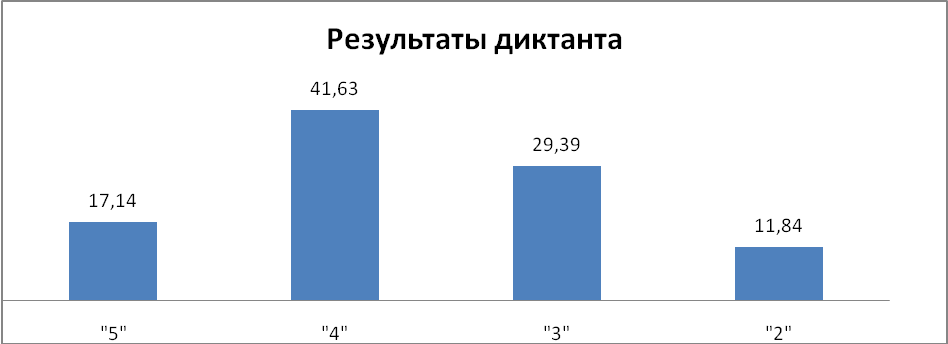 Результаты диктанта
41,63
29,39
17,14
11,84
"5" "4" "3" "2"